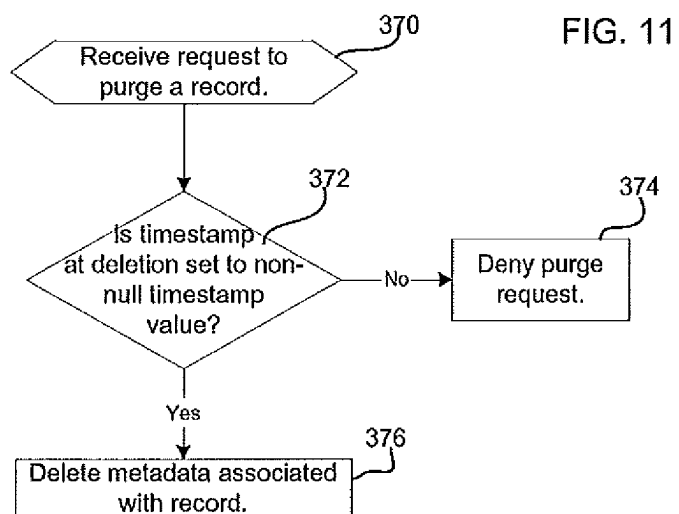 FIG. 11
370
Receive request to
purge a record.
372
Is timestamp
at deletion set to non-
null timestamp
value?
No
374
Deny purge
request.
Yes
376
Delete metadata associated
with record.